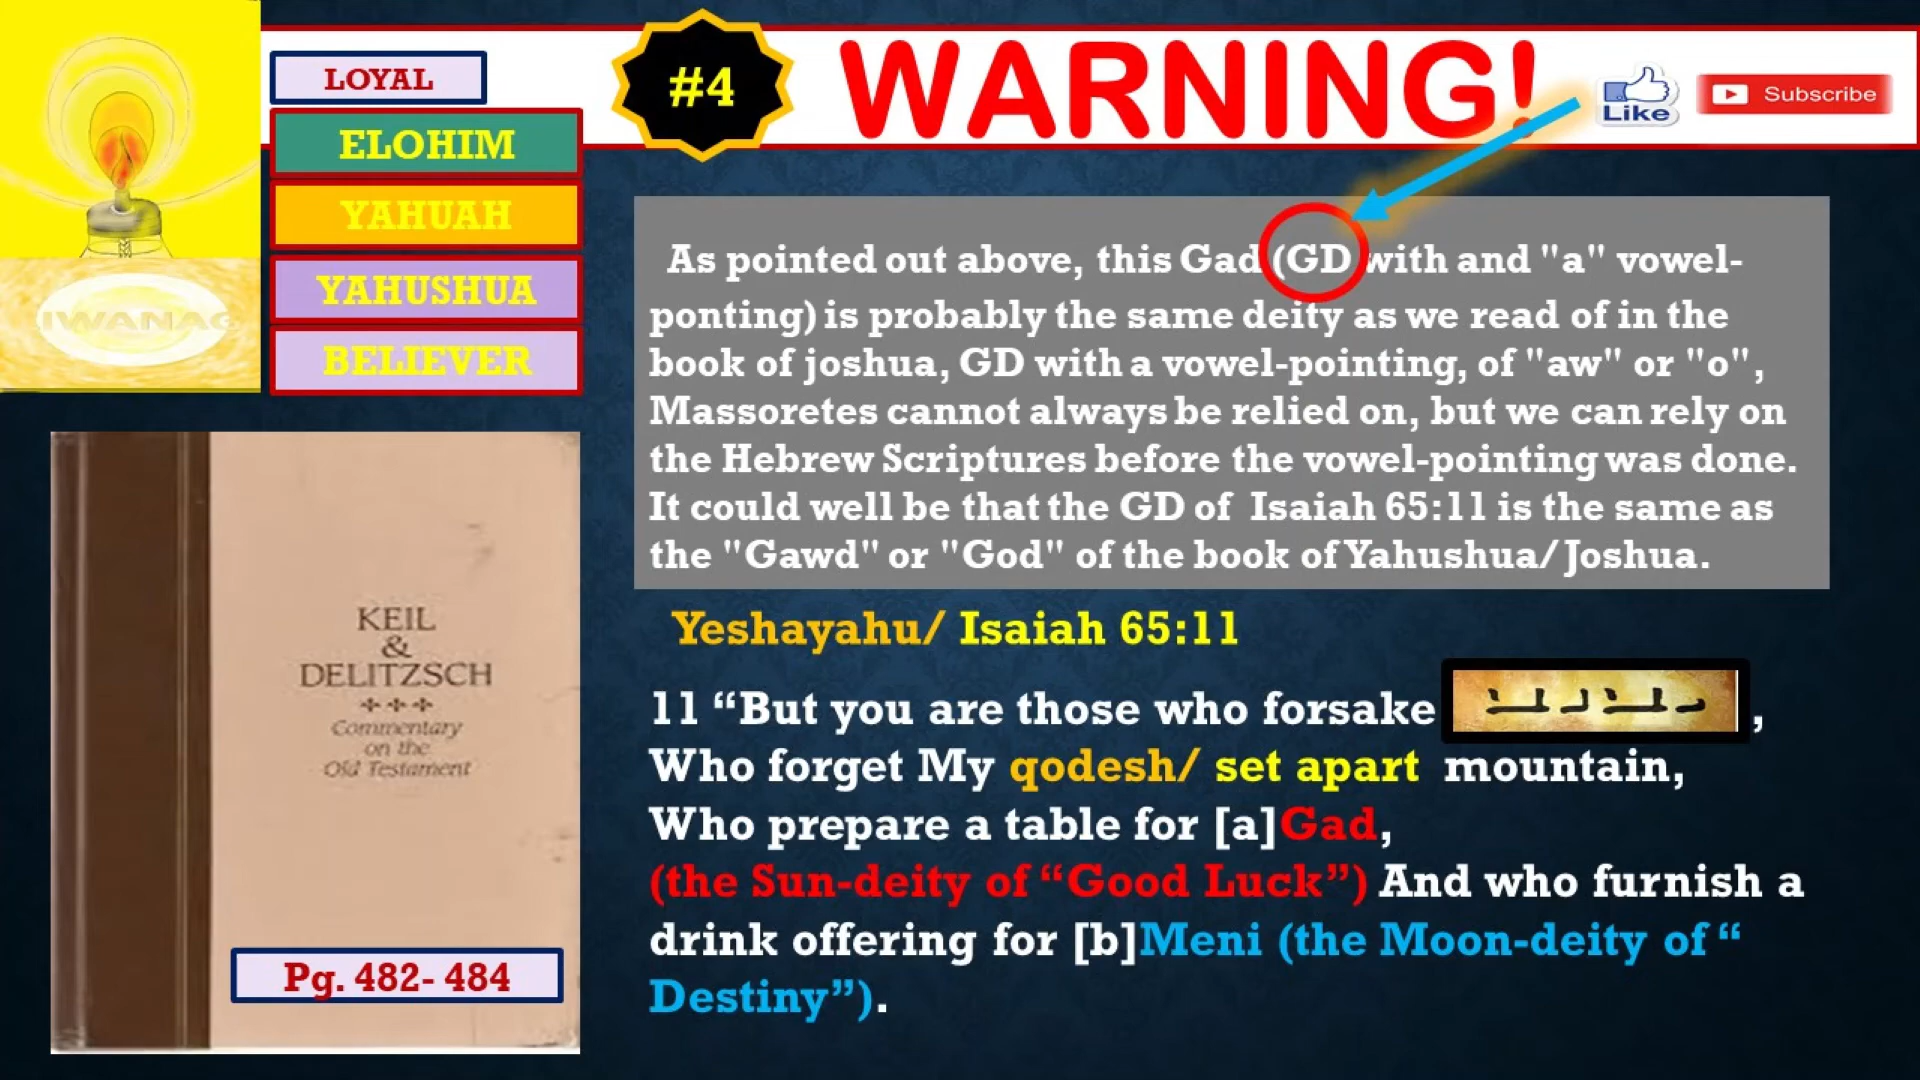 LOYAL
ELOHIM
YAHUAH
YAHUSHUA
BELIEVER
IWANAG
#4
WARNING!
Like
Subscribe
As pointed out above, this Gad (GD with and "a" vowel-
ponting) is probably the same deity as we read of in the
book of joshua, GD with a vowel-pointing, of "aw" or "o",
Massoretes cannot always be relied on, but we can rely on
the Hebrew Scriptures before the vowel-pointing was done.
It could well be that the GD of Isaiah 65:11 is the same as
the "Gawd" or "God" of the book of Yahushua/Joshua.
KEIL
&
DELITZSCH
Commentary
on the
Old Testament
Pg. 482- 484
Yeshayahu/ Isaiah 65:11
11 “But you are those who forsake ,
Who forget My qodesh/ set apart mountain,
Who prepare a table for [a]Gad,
(the Sun-deity of “Good Luck”) And who furnish a
drink offering for [b]Meni (the Moon-deity of “
Destiny”).